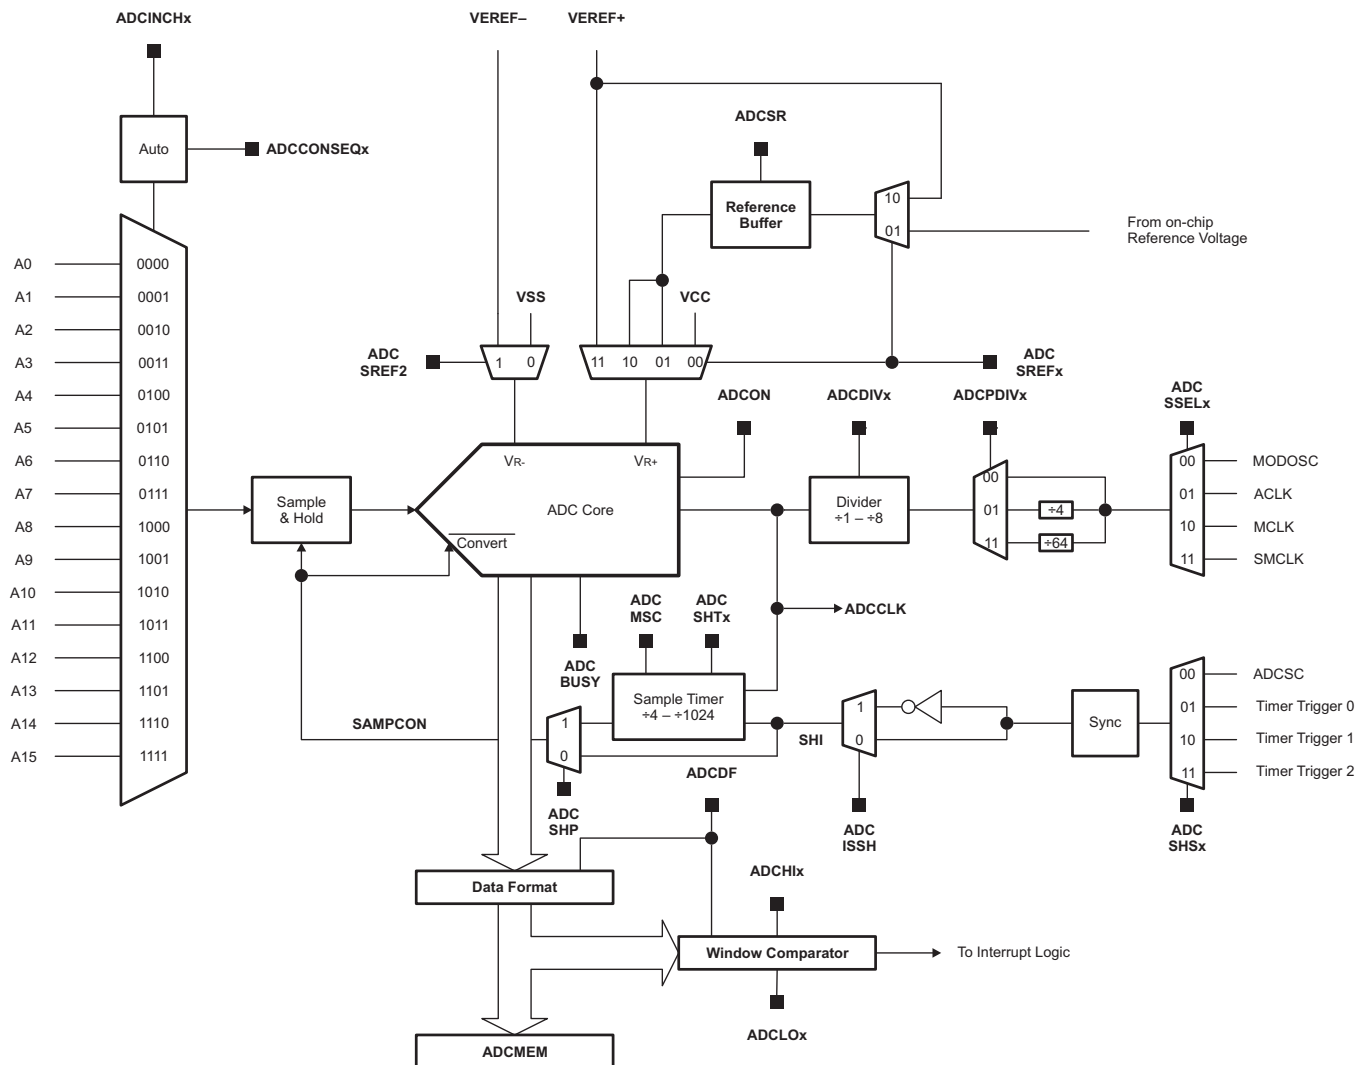 ADCINCHx
VEREF–
VEREF+
ADCSR
Auto
ADCCONSEQx
Reference
Buffer
10
01
From on-chip
Reference Voltage
A0
0000
A1
0001
A2
0010
A3
0011
A4
0100
A5
0101
A6
0110
A7
0111
A8
1000
A9
1001
A10
1010
A11
1011
A12
1100
A13
1101
A14
1110
A15
1111
VSS
VCC
ADC
SREF2
1
0
11
10
01
00
ADC
SREFx
ADCON
ADCDIVx
ADCPDIVx
ADC
SSELx
VR-
VR+
Sample
& Hold
ADC Core
Convert
Divider
÷1 – ÷8
00
01
11
÷4
÷64
00
01
10
11
MODOSC
ACLK
MCLK
SMCLK
ADC
BUSY
ADC
MSC
ADC
SHTx
ADCCLK
Sample Timer
÷4 – ÷1024
SAMPCON
1
0
ADC
SHP
SHI
1
0
ADC
ISSH
Sync
00
01
10
11
ADCSC
Timer Trigger 0
Timer Trigger 1
Timer Trigger 2
ADC
SHSx
ADCDF
Data Format
ADCHIx
Window Comparator
To Interrupt Logic
ADCLOx
ADCMEM